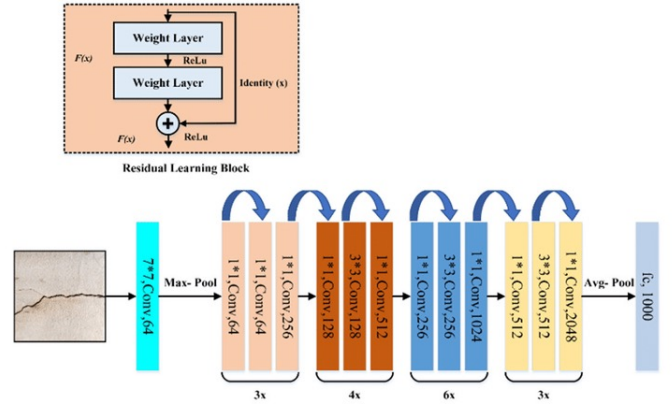 Weight Layer
F(x)
ReLu
Weight Layer
Identity (x)
+
F(x)
ReLu
Residual Learning Block
7*7,Conv,64
Max- Pool
1*1,Conv,64
1*1,Conv,64
1*1,Conv,256
1*1,Conv,128
3*3,Conv,128
1*1,Conv,512
1*1,Conv,256
3*3,Conv,256
1*1,Conv,1024
1*1,Conv,512
3*3,Conv,512
1*1,Conv,2048
Avg- Pool
fc, 1000
3x
4x
6x
3x